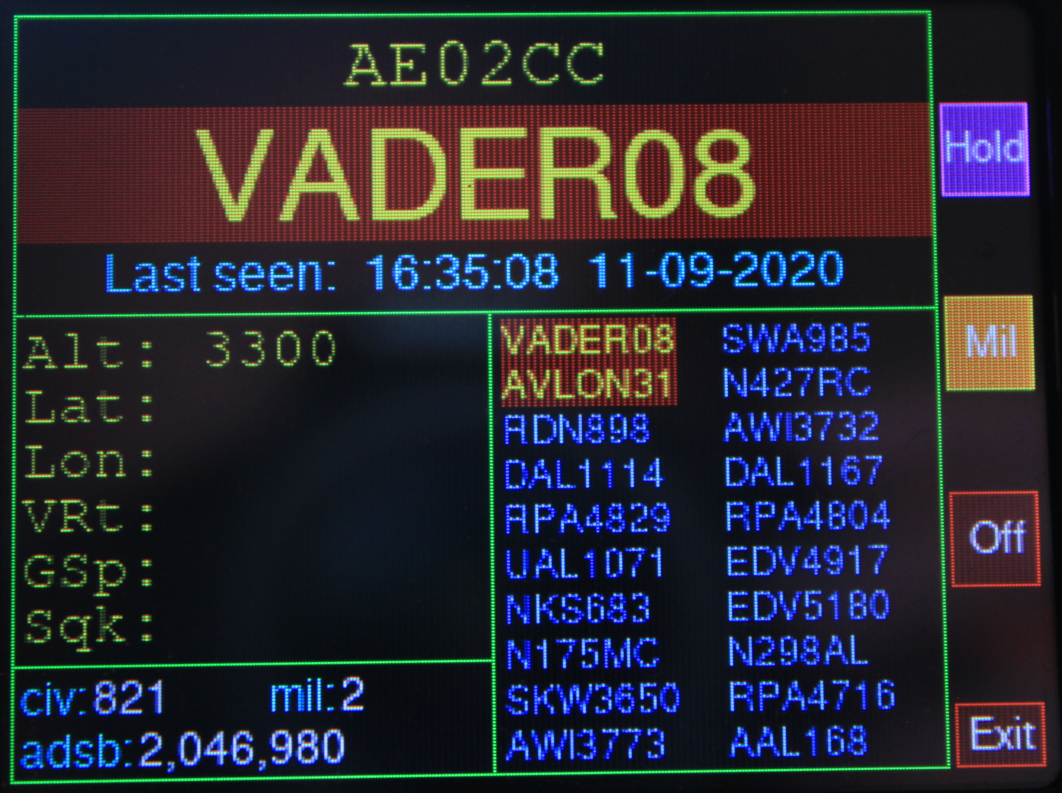 AE02CC
VADER08
Last seen: 16:35:08 11-09-2020
Alt: 3300
Lat:
Lon:
VRt:
GSp:
Sqk:
civ:821 mil:2
adsb:2,046,980
VADER08 SWA985
AVLON31 N427RC
RDN898 AWI3732
DAL1114 DAL1167
RPA4829 RPA4804
UAL1071 EDV4917
NKS683 EDV5180
N175MC N298AL
SKW3650 RPA4716
AWI3773 AAL168
Hold
Mil
Off
Exit